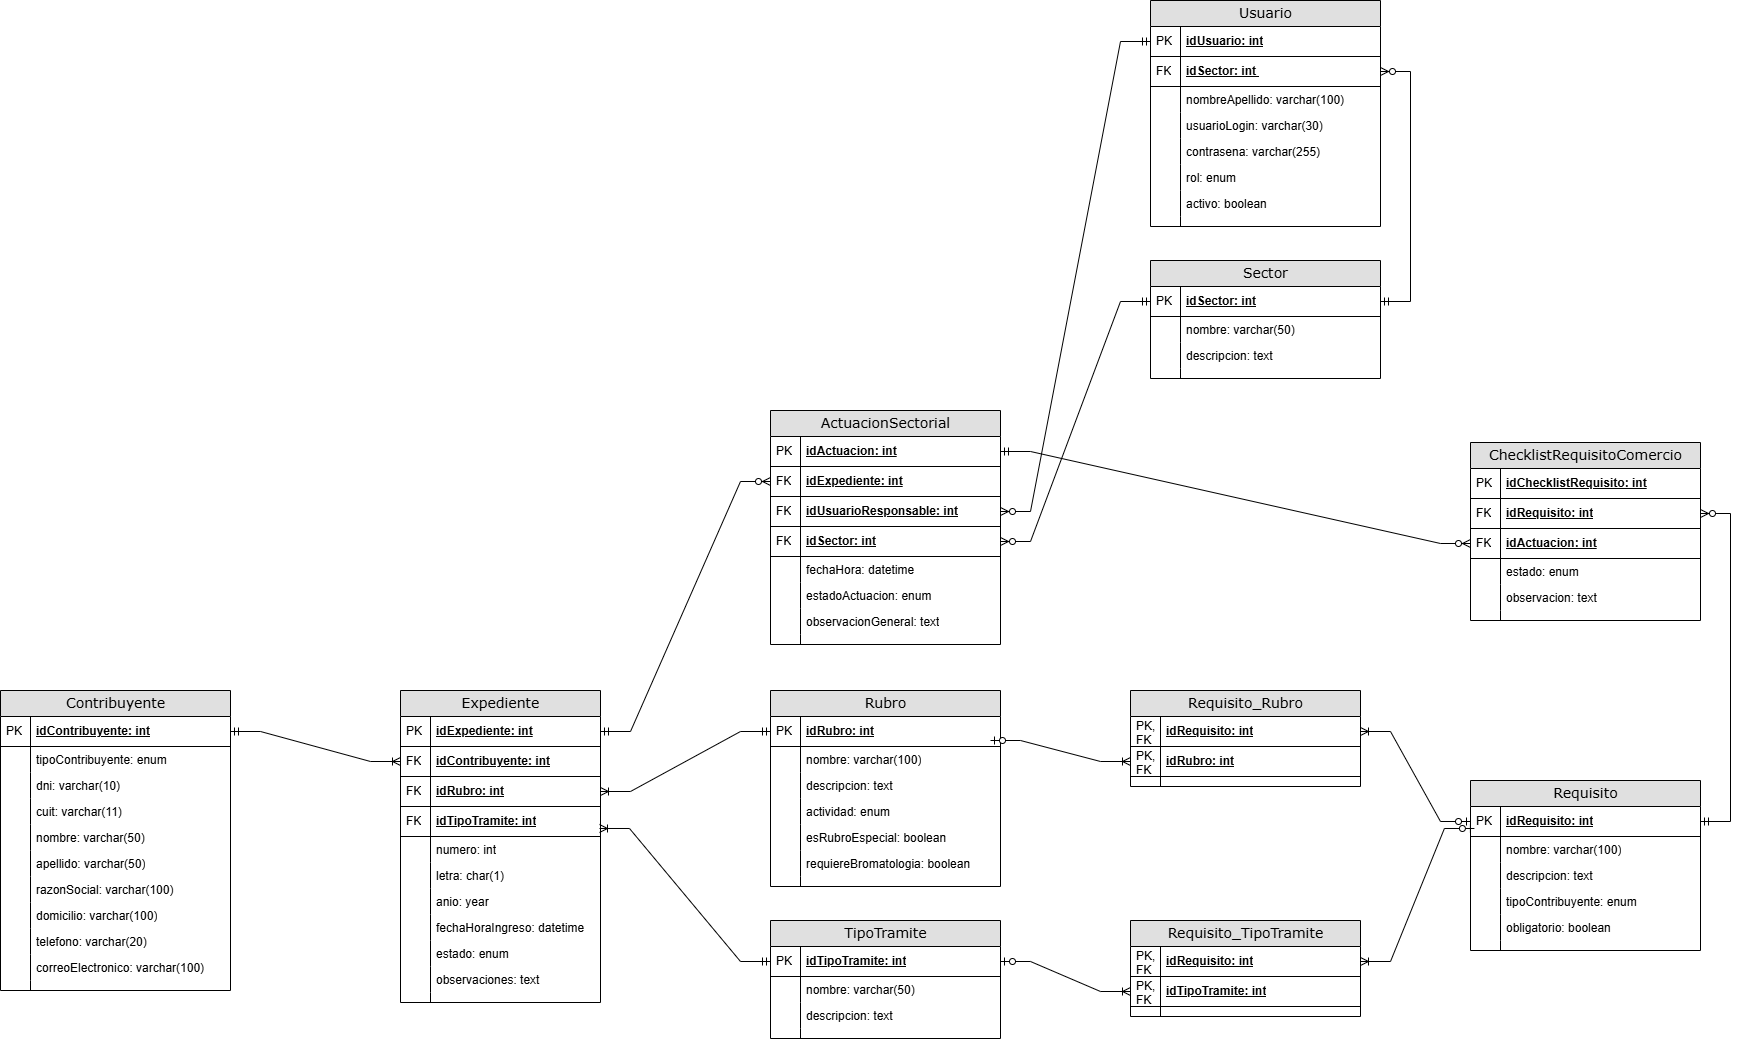 Usuario
PK idUsuario: int
FK idSector: int
nombreApellido: varchar(100)
usuarioLogin: varchar(30)
contrasena: varchar(255)
rol: enum
activo: boolean
Sector
PK idSector: int
nombre: varchar(50)
descripcion: text
ActuacionSectorial
PK idActuacion: int
FK idExpediente: int
FK idUsuarioResponsable: int
FK idSector: int
fechaHora: datetime
estadoActuacion: enum
observacionGeneral: text
ChecklistRequisitoComercio
PK idChecklistRequisito: int
FK idRequisito: int
FK idActuacion: int
estado: enum
observacion: text
Contribuyente
PK idContribuyente: int
tipoContribuyente: enum
dni: varchar(10)
cuit: varchar(11)
nombre: varchar(50)
apellido: varchar(50)
razonSocial: varchar(100)
domicilio: varchar(100)
telefono: varchar(20)
correoElectronico: varchar(100)
Expediente
PK idExpediente: int
FK idContribuyente: int
FK idRubro: int
FK idTipoTramite: int
numero: int
letra: char(1)
anio: year
fechaHoraIngreso: datetime
estado: enum
observaciones: text
Rubro
PK idRubro: int
nombre: varchar(100)
descripcion: text
actividad: enum
esRubroEspecial: boolean
requiereBromatologia: boolean
Requisito_Rubro
PK, FK idRequisito: int
PK, FK idRubro: int
Requisito
PK idRequisito: int
nombre: varchar(100)
descripcion: text
tipoContribuyente: enum
obligatorio: boolean
TipoTramite
PK idTipoTramite: int
nombre: varchar(50)
descripcion: text
Requisito_TipoTramite
PK, FK idRequisito: int
PK, FK idTipoTramite: int